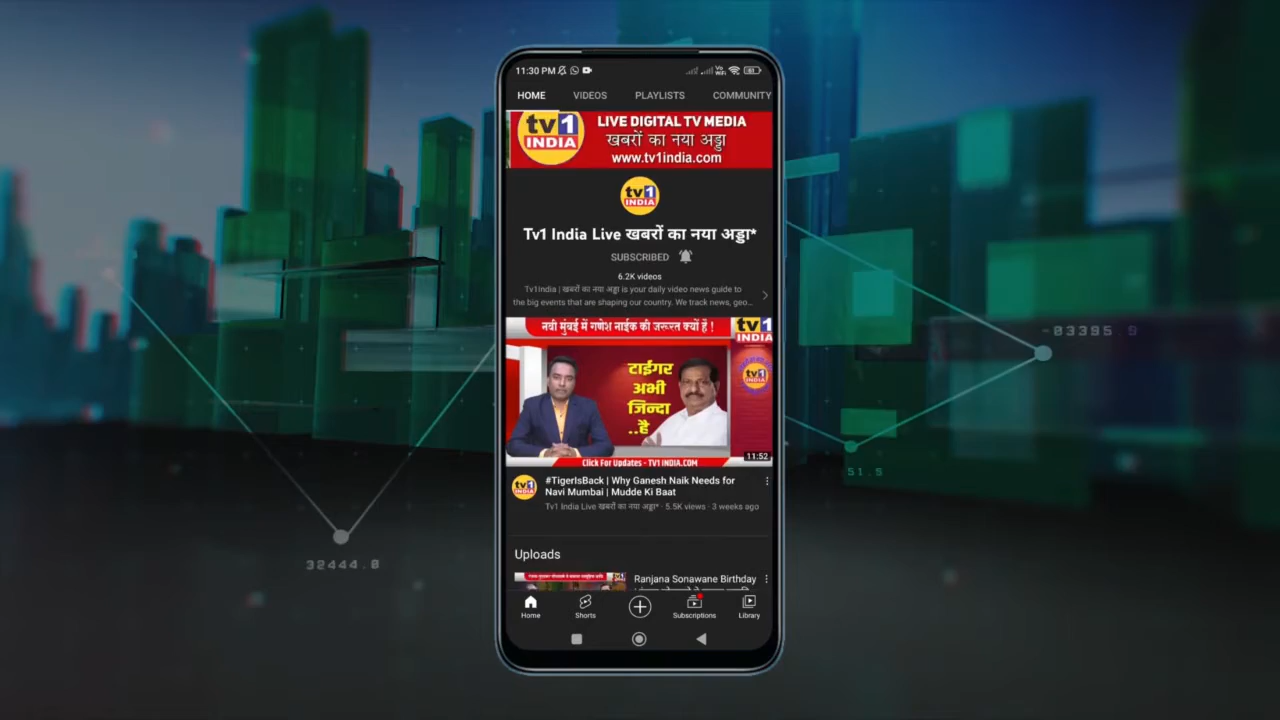 11:30 PM
HOME VIDEOS PLAYLISTS COMMUNITY
tv1 INDIA
LIVE DIGITAL TV MEDIA
खबरों का नया अड्डा
www.tv1india.com
tv1
INDIA
Tv1 India Live खबरों का नया अड्डा*
SUBSCRIBED
6.2K videos
Tv1India | खबरों का नया अड्डा is your daily video news guide to
the big events that are shaping our country. We track news, geo...
नवी मुंबई में गणेश नाईक की जरूरत क्यों हैं !
tv1
INDIA
टाईगर
अभी
जिन्दा
..है
tv1
INDIA
11:52
Click For Updates - TV1 INDIA.COM
tv1
INDIA
#TigerIsBack | Why Ganesh Naik Needs for
Navi Mumbai | Mudde Ki Baat
Tv1 India Live खबरों का नया अड्डा* · 5.5K views · 3 weeks ago
Uploads
Ranjana Sonawane Birthday
Home Shorts Subscriptions Library
-03395 9
51.5
32444.8